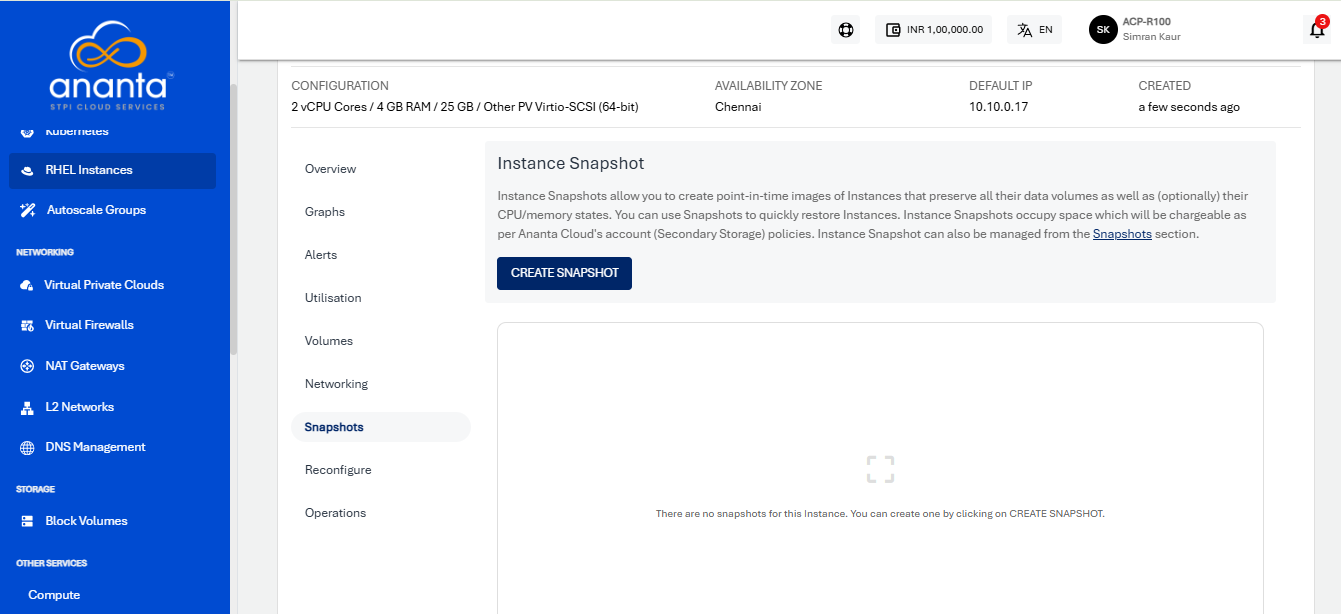 ananta
TM
STPI CLOUD SERVICES
Kubernetes
RHEL Instances
Autoscale Groups
NETWORKING
Virtual Private Clouds
Virtual Firewalls
NAT Gateways
L2 Networks
DNS Management
STORAGE
Block Volumes
OTHER SERVICES
Compute
INR 1,00,000.00
EN
SK
ACP-R100
Simran Kaur
3
CONFIGURATION
2 vCPU Cores / 4 GB RAM / 25 GB / Other PV Virtio-SCSI (64-bit)
AVAILABILITY ZONE
Chennai
DEFAULT IP
10.10.0.17
CREATED
a few seconds ago
Overview
Graphs
Alerts
Utilisation
Volumes
Networking
Snapshots
Reconfigure
Operations
Instance Snapshot
Instance Snapshots allow you to create point-in-time images of Instances that preserve all their data volumes as well as (optionally) their
CPU/memory states. You can use Snapshots to quickly restore Instances. Instance Snapshots occupy space which will be chargeable as
per Ananta Cloud's account (Secondary Storage) policies. Instance Snapshot can also be managed from the Snapshots section.
CREATE SNAPSHOT
There are no snapshots for this Instance. You can create one by clicking on CREATE SNAPSHOT.